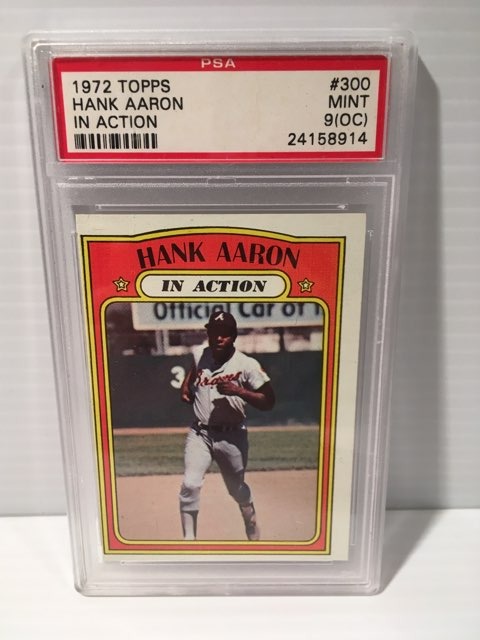 PSA
1972 TOPPS #300
HANK AARON MINT
IN ACTION 9(OC)
24158914
HANK AARON
IN ACTION
Official Car of
3
Braves
A